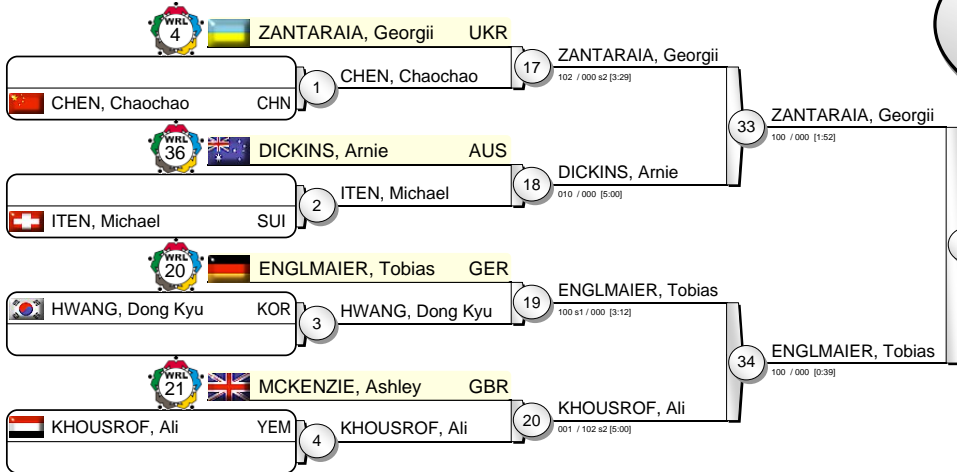 WRL
4
ZANTARAIA, Georgii UKR
CHEN, Chaochao CHN
1
CHEN, Chaochao
17
ZANTARAIA, Georgii
102 / 000 s2 [3:29]
WRL
36
DICKINS, Arnie AUS
ITEN, Michael SUI
2
ITEN, Michael
18
DICKINS, Arnie
010 / 000 [5:00]
33
ZANTARAIA, Georgii
100 / 000 [1:52]
WRL
20
ENGLMAIER, Tobias GER
HWANG, Dong Kyu KOR
3
HWANG, Dong Kyu
19
ENGLMAIER, Tobias
100 s1 / 000 [3:12]
WRL
21
MCKENZIE, Ashley GBR
KHOUSROF, Ali YEM
4
KHOUSROF, Ali
20
KHOUSROF, Ali
001 / 102 s2 [5:00]
34
ENGLMAIER, Tobias
100 / 000 [0:39]